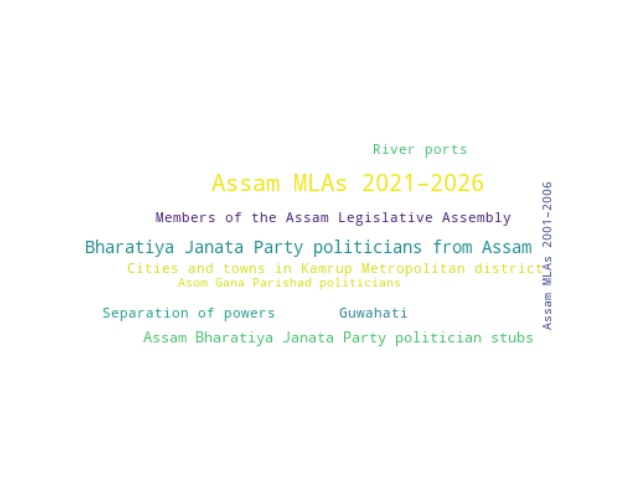 River ports
Assam MLAs 2021–2026
Members of the Assam Legislative Assembly
Bharatiya Janata Party politicians from Assam
Cities and towns in Kamrup Metropolitan district
Asom Gana Parishad politicians
Separation of powers
Guwahati
Assam Bharatiya Janata Party politician stubs
Assam MLAs 2001–2006